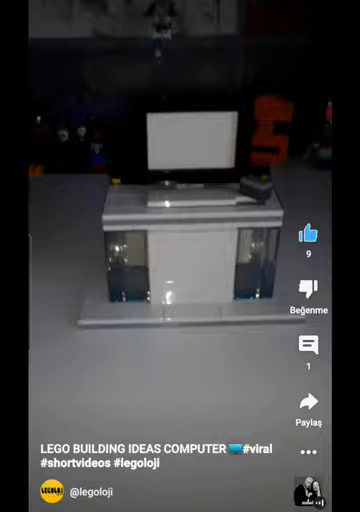 9
Beğenme
1
Paylaş
LEGO BUILDING IDEAS COMPUTER 🖥️#viral
#shortvideos #legoloji
LEGOLOJİ
@legoloji